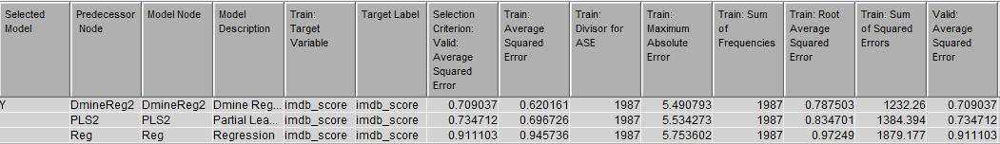 Selected Model	Predecessor Node	Model Node	Model Description	Train: Target Variable	Target Label	Selection Criterion: Valid: Average Squared Error	Train: Average Squared Error	Train: Divisor for ASE	Train: Maximum Absolute Error	Train: Sum of Frequencies	Train: Root Average Squared Error	Train: Sum of Squared Errors	Valid: Average Squared Error
Y	DmineReg2	DmineReg2	Dmine Reg...	imdb_score	imdb_score	0.709037	0.620161	1987	5.490793	1987	0.787503	1232.26	0.709037
PLS2	PLS2	Partial Lea...	imdb_score	imdb_score	0.734712	0.696726	1987	5.534273	1987	0.834701	1384.394	0.734712
Reg	Reg	Regression	imdb_score	imdb_score	0.911103	0.945736	1987	5.753602	1987	0.97249	1879.177	0.911103